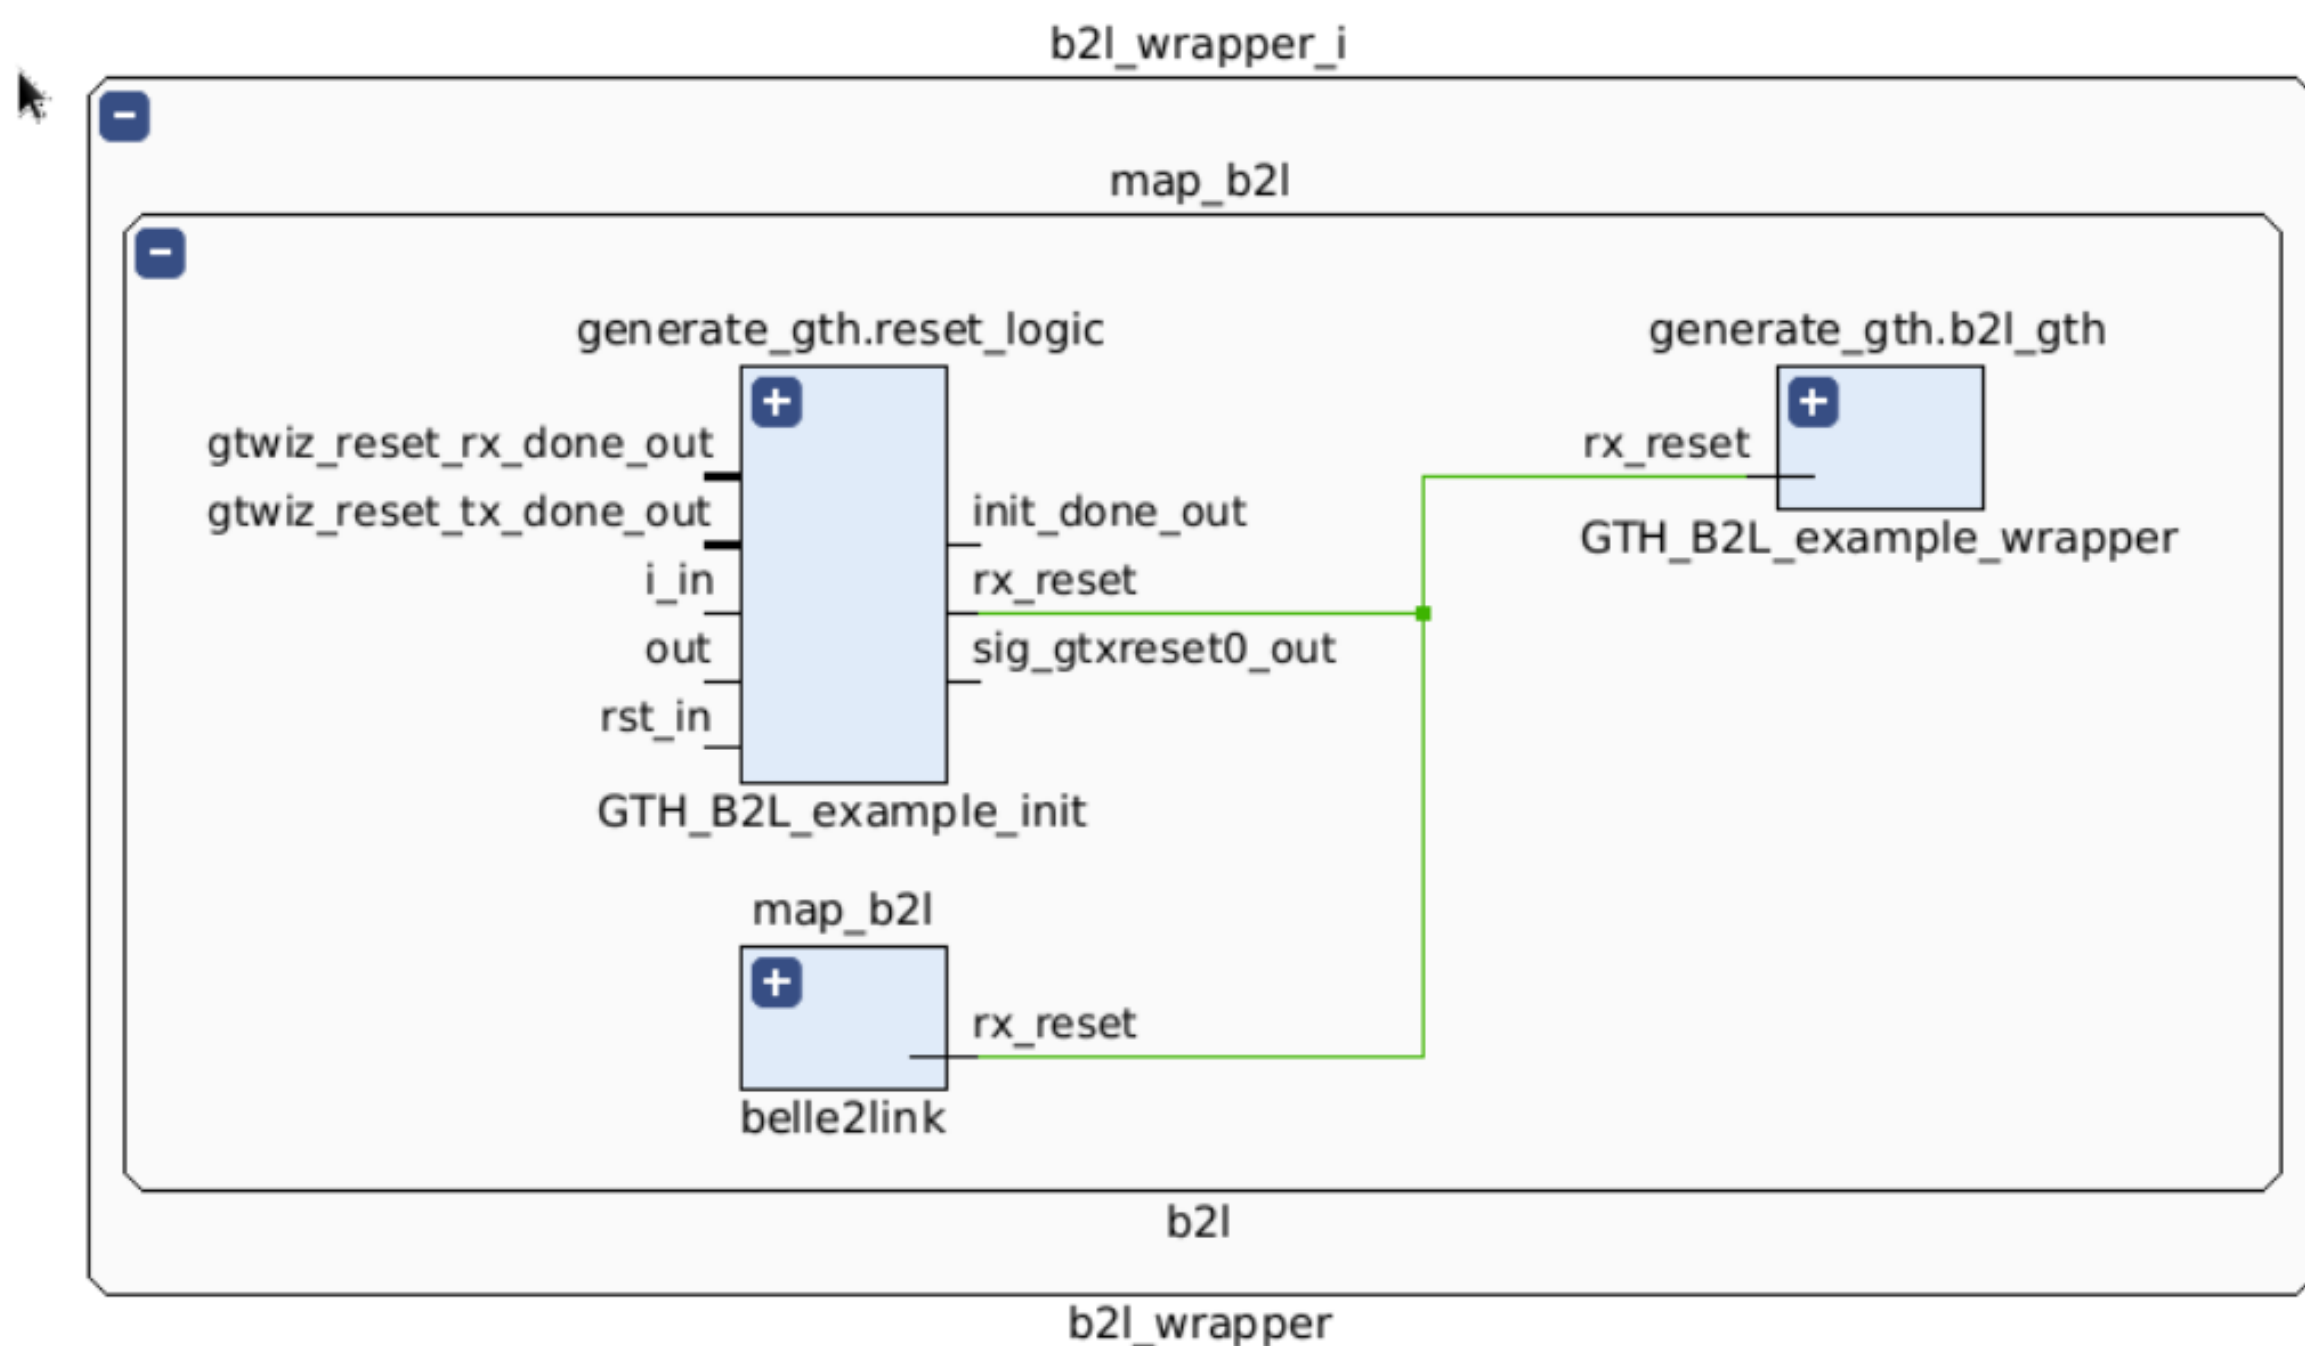 b2l_wrapper_i
map_b2l
generate_gth.reset_logic
gtwiz_reset_rx_done_out
gtwiz_reset_tx_done_out
i_in
out
rst_in
init_done_out
rx_reset
sig_gtxreset0_out
GTH_B2L_example_init
generate_gth.b2l_gth
rx_reset
GTH_B2L_example_wrapper
map_b2l
rx_reset
belle2link
b2l
b2l_wrapper